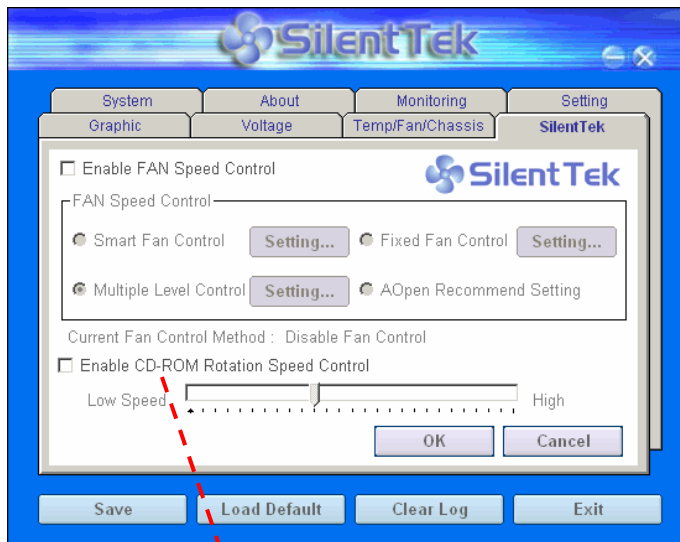 SilentTek
System About Monitoring Setting
Graphic Voltage Temp/Fan/Chassis SilentTek
Enable FAN Speed Control
SilentTek
FAN Speed Control
Smart Fan Control Setting... Fixed Fan Control Setting...
Multiple Level Control Setting... AOpen Recommend Setting
Current Fan Control Method : Disable Fan Control
Enable CD-ROM Rotation Speed Control
Low Speed High
OK Cancel
Save Load Default Clear Log Exit